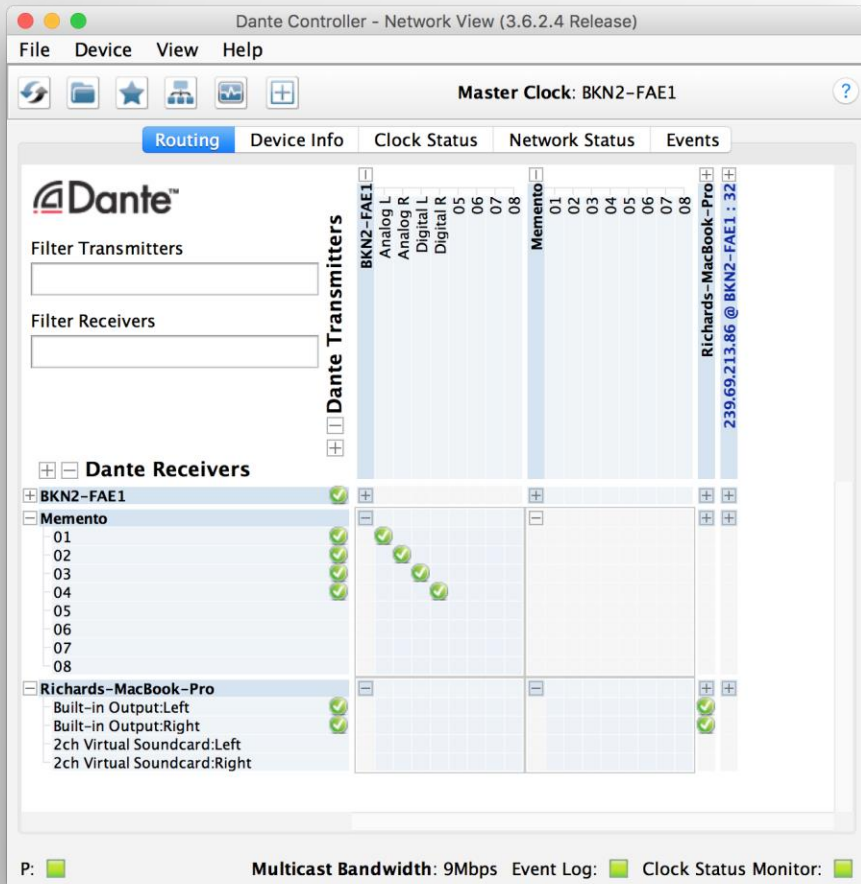 Dante Controller - Network View (3.6.2.4 Release)
File Device View Help
Master Clock: BKN2-FAE1
?
Routing Device Info Clock Status Network Status Events
Dante™
Filter Transmitters
Filter Receivers
Dante Transmitters
BKN2-FAE1
Analog L
Analog R
Digital L
Digital R
05
06
07
08
Memento
01
02
03
04
05
06
07
08
Richards-MacBook-Pro
239.69.213.86 @ BKN2-FAE1 : 32
Dante Receivers
BKN2-FAE1
Memento
01
02
03
04
05
06
07
08
Richards-MacBook-Pro
Built-in Output:Left
Built-in Output:Right
2ch Virtual Soundcard:Left
2ch Virtual Soundcard:Right
P: Multicast Bandwidth: 9Mbps Event Log: Clock Status Monitor: